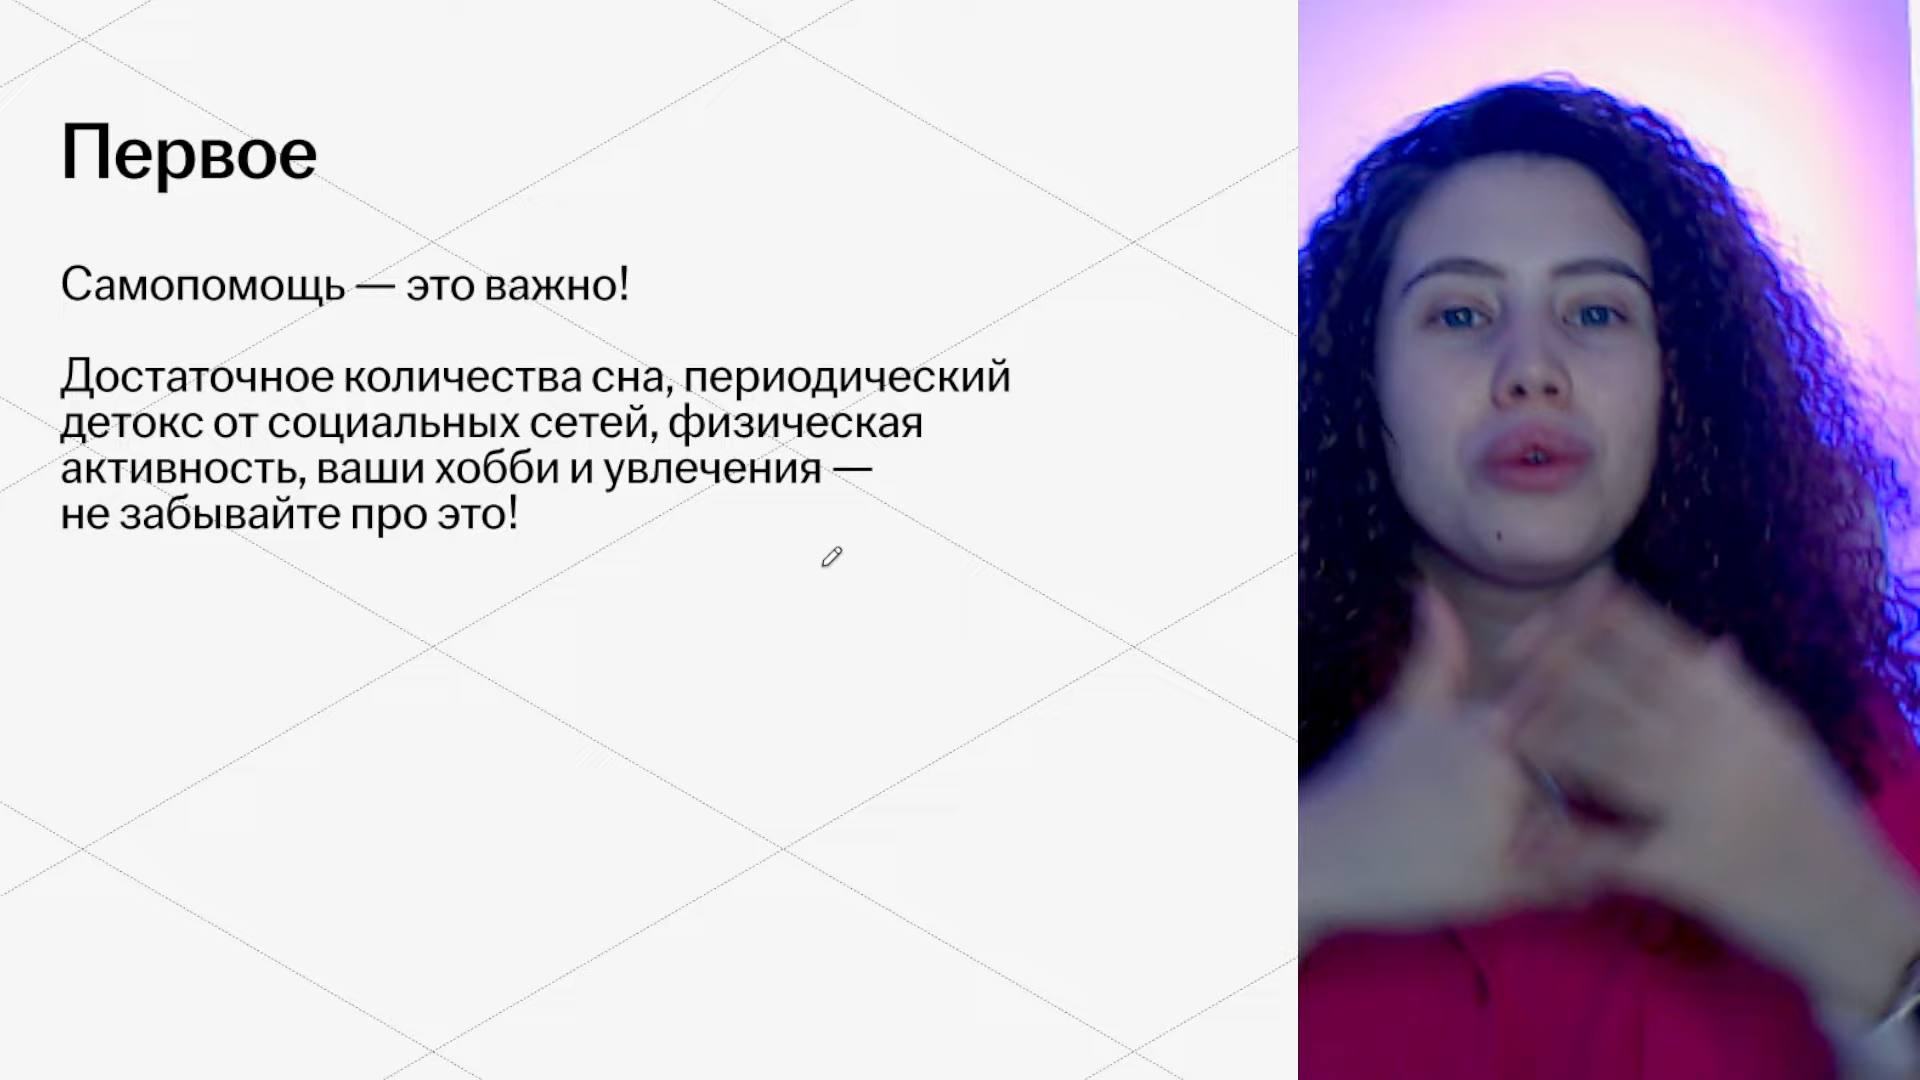 Первое
Самопомощь — это важно!
Достаточное количества сна, периодический
детокс от социальных сетей, физическая
активность, ваши хобби и увлечения —
не забывайте про это!